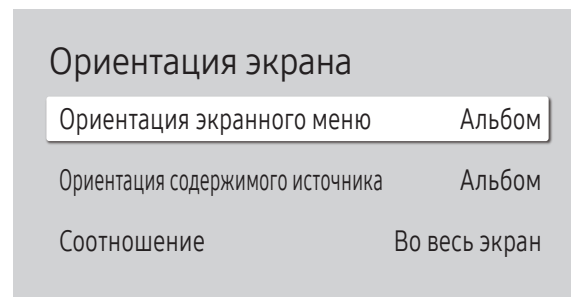 Ориентация экрана
Ориентация экранного меню Альбом
Ориентация содержимого источника Альбом
Соотношение Во весь экран